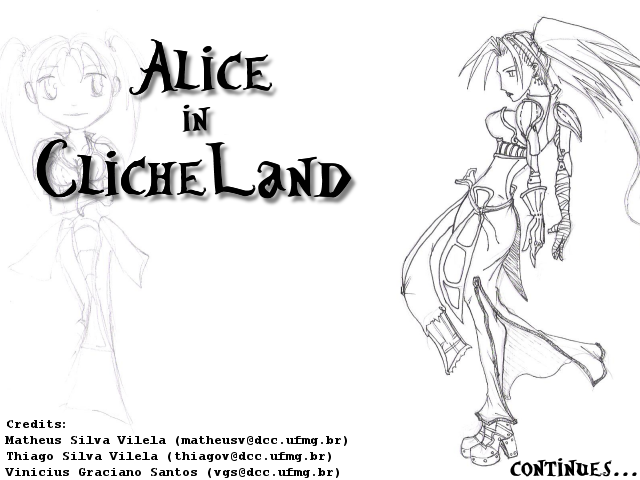 Alice
in
ClicheLand
Credits:
Matheus Silva Vilela (matheusv@dcc.ufmg.br)
Thiago Silva Vilela (thiagov@dcc.ufmg.br)
Vinicius Graciano Santos (vgs@dcc.ufmg.br)
continues...